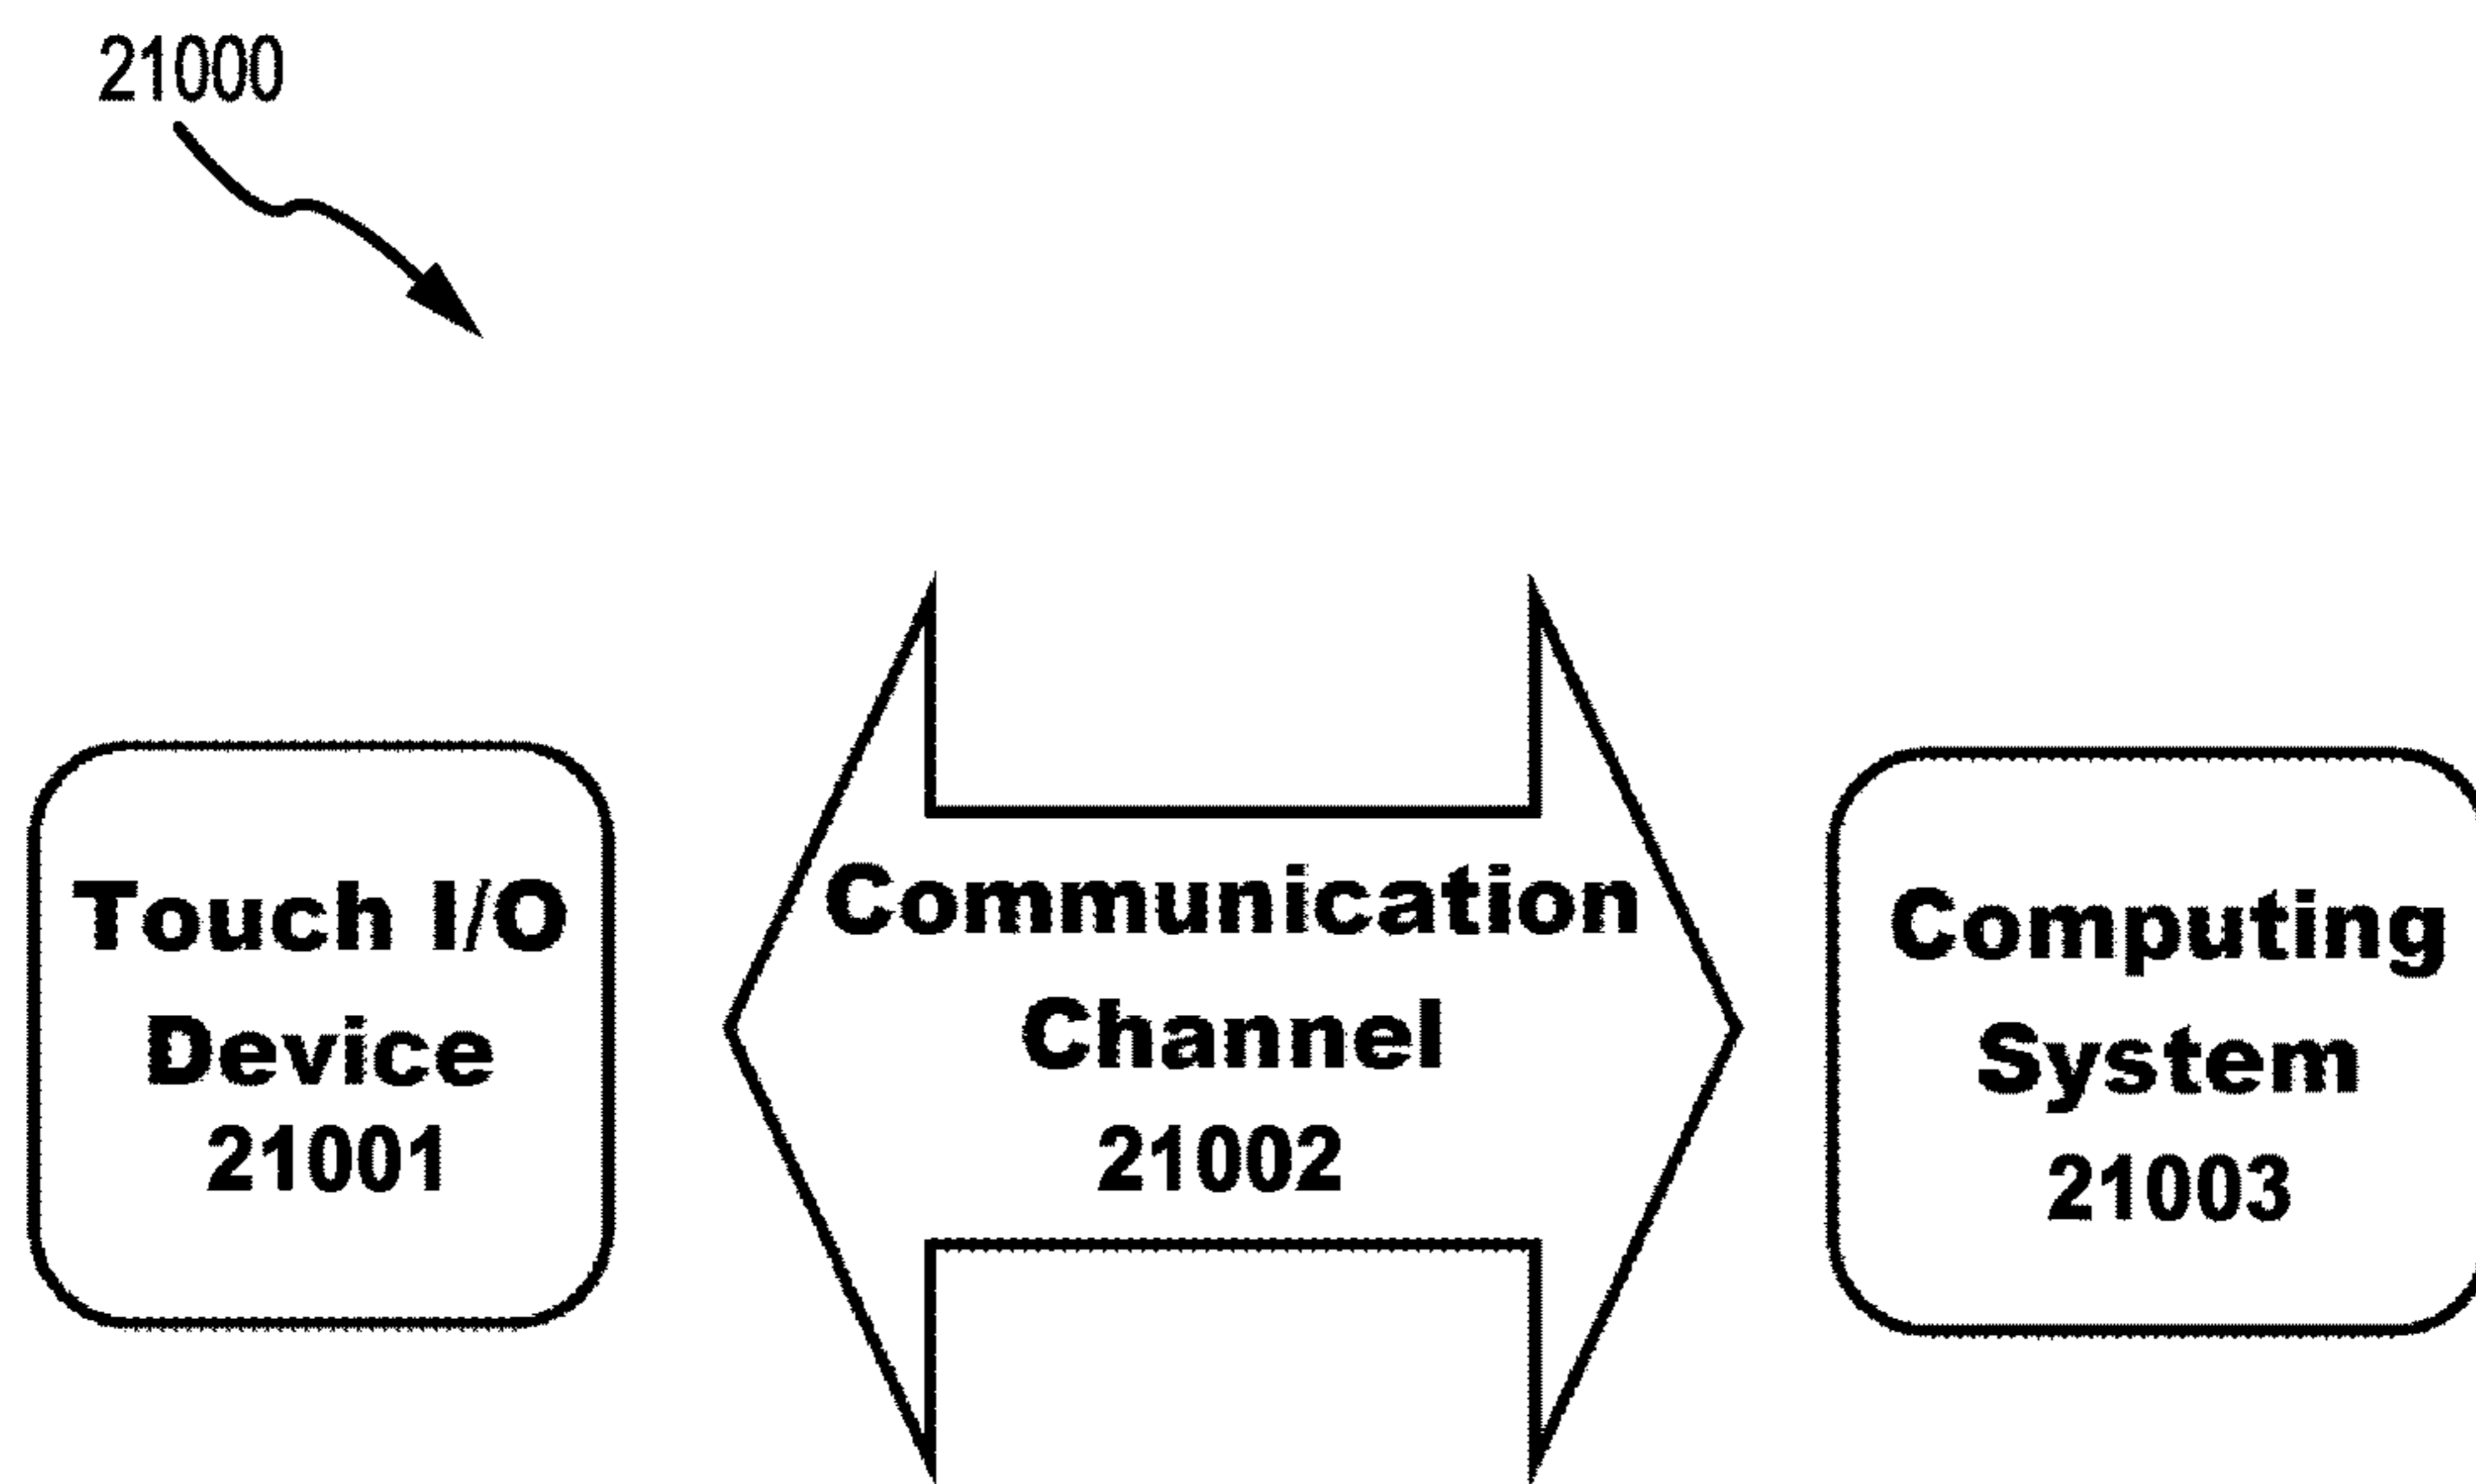 21000
Touch I/O
Device
21001
Communication
Channel
21002
Computing
System
21003